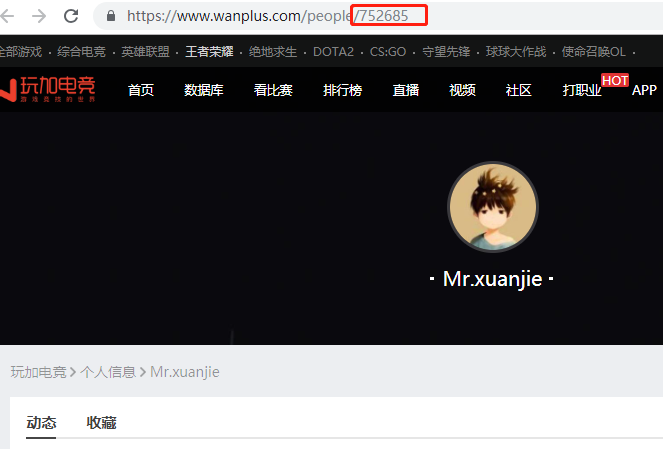 https://www.wanplus.com/people/752685
全部游戏 · 综合电竞 · 英雄联盟 · 王者荣耀 · 绝地求生 · DOTA2 · CS:GO · 守望先锋 · 球球大作战 · 使命召唤OL ·
玩加电竞 首页 数据库 看比赛 排行榜 直播 视频 社区 打职业 HOT APP
· Mr.xuanjie ·
玩加电竞 > 个人信息 > Mr.xuanjie
动态 收藏